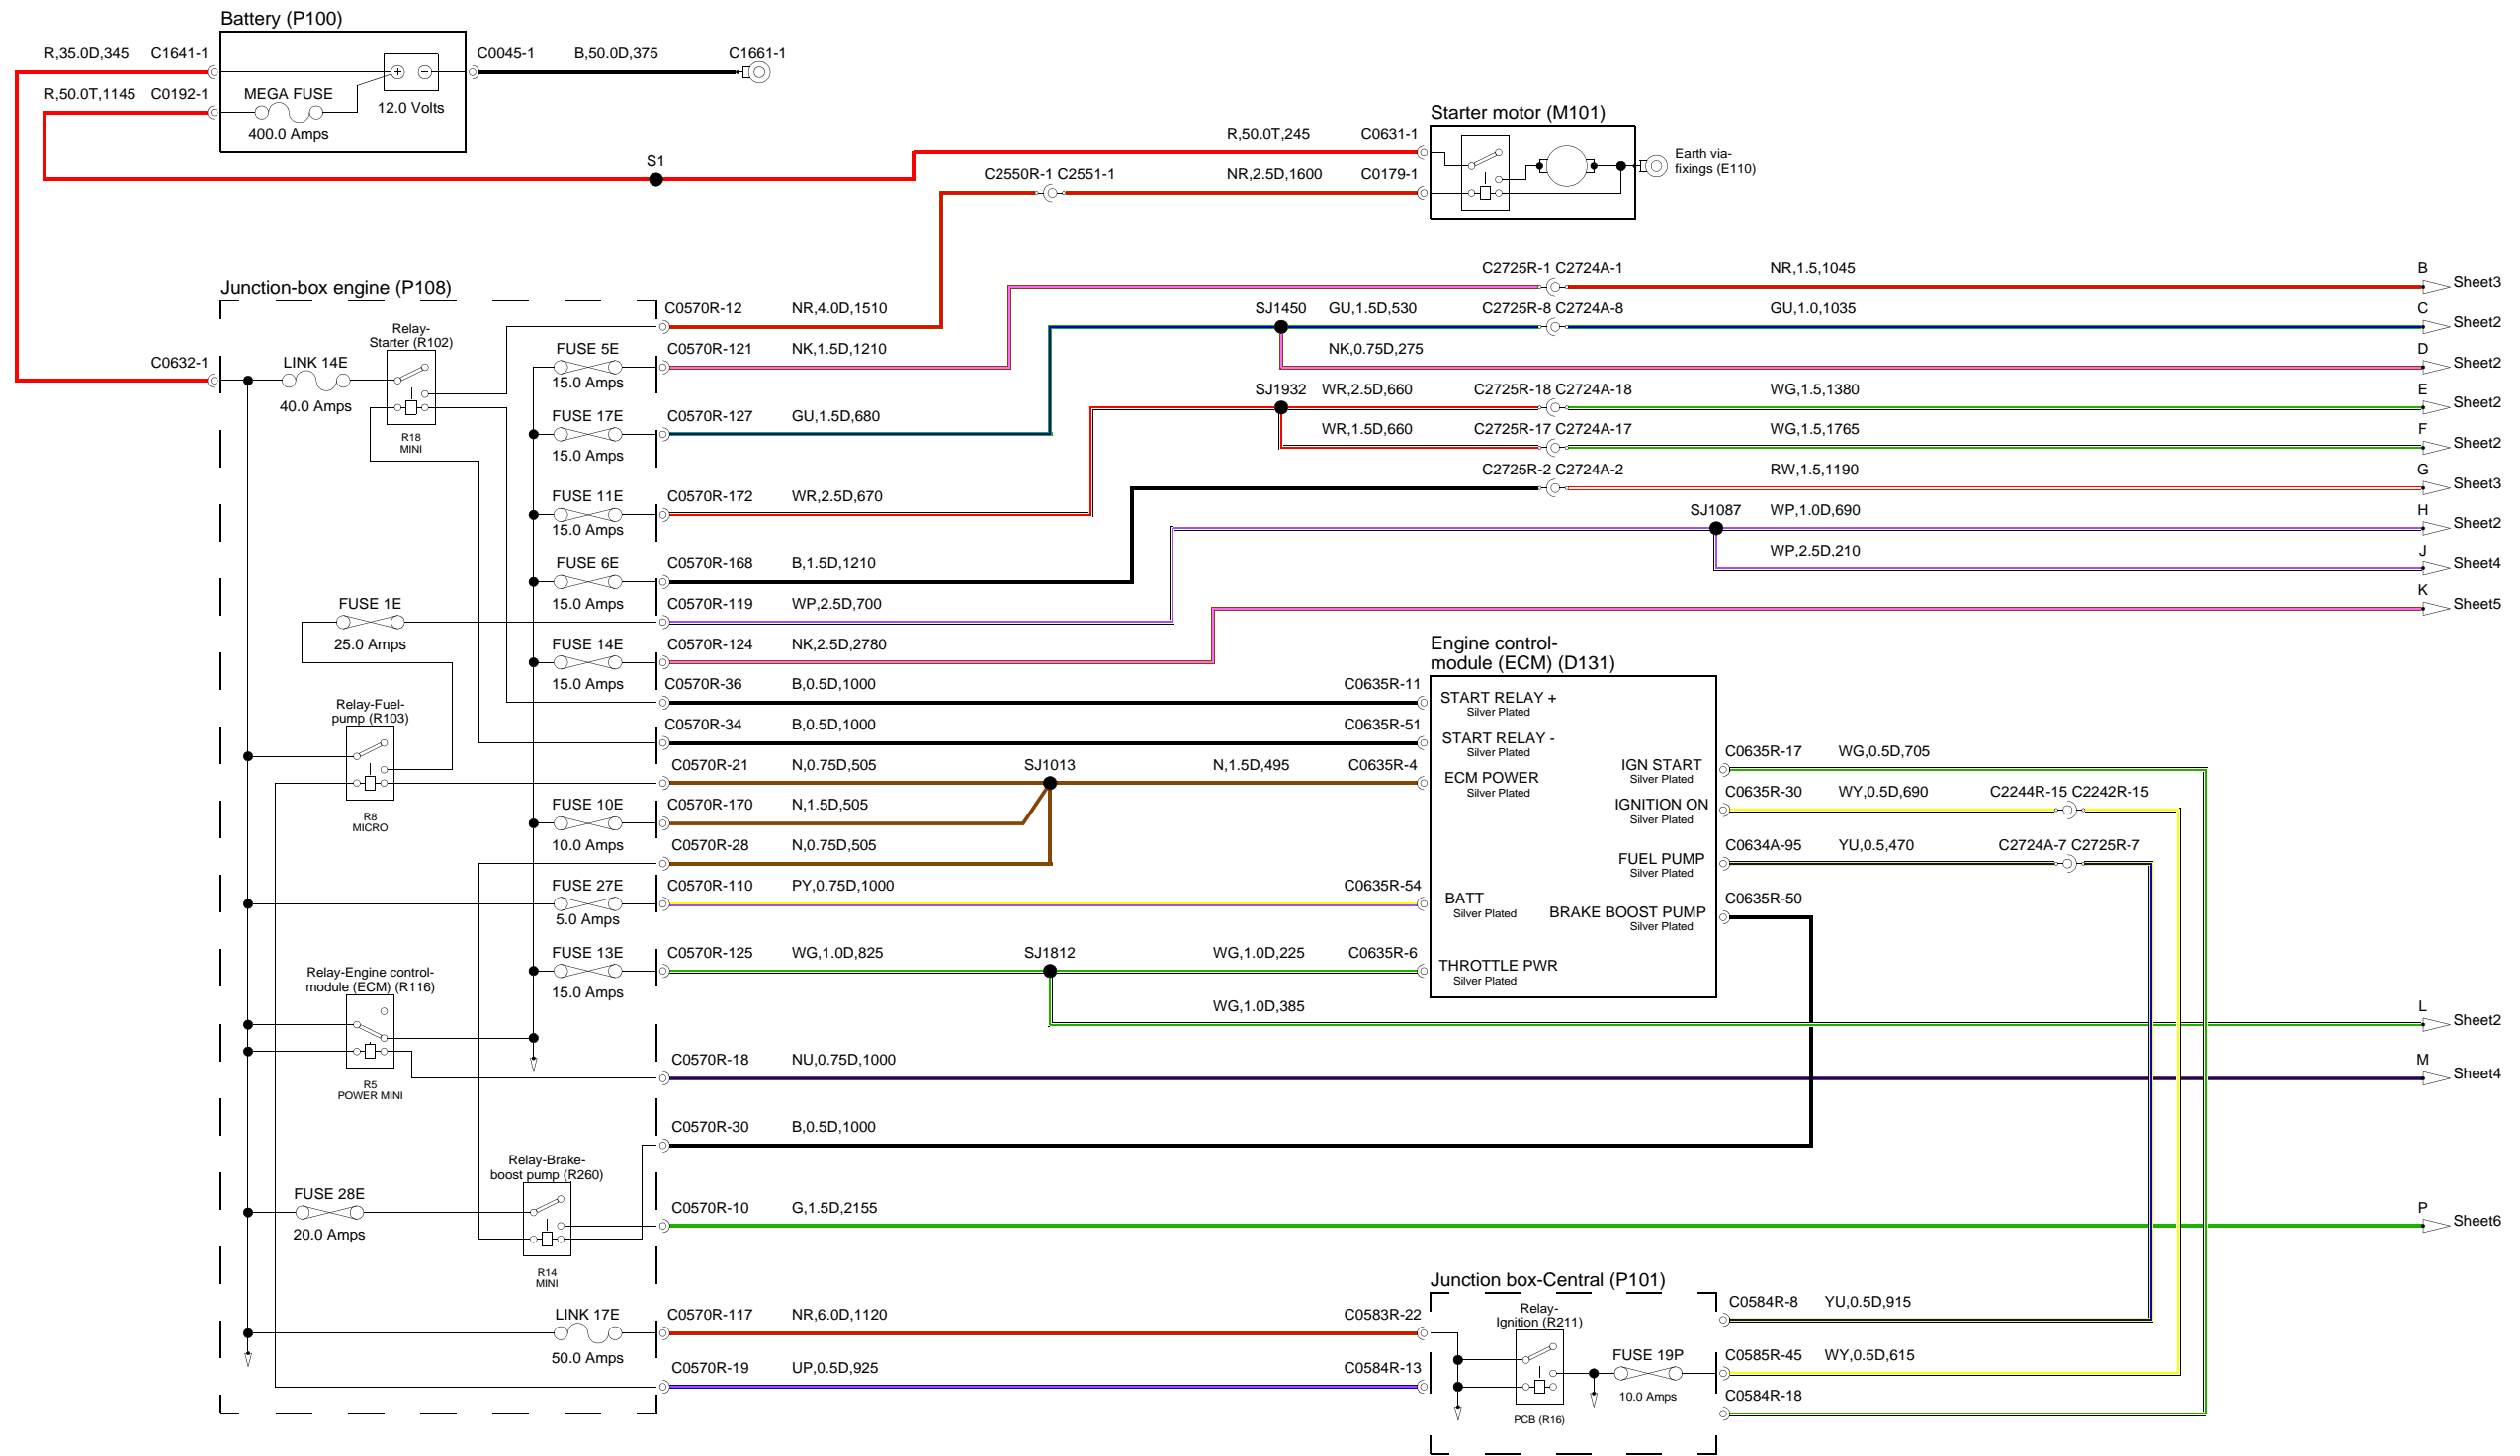 Battery (P100)
R,35.0D,345 C1641-1
C0045-1 B,50.0D,375 C1661-1
R,50.0T,1145 C0192-1
MEGA FUSE
400.0 Amps
+ −
12.0 Volts
S1
Starter motor (M101)
R,50.0T,245 C0631-1
C2550R-1 C2551-1 NR,2.5D,1600 C0179-1
Earth via-
fixings (E110)
Junction-box engine (P108)
C0632-1
LINK 14E
40.0 Amps
Relay-
Starter (R102)
R18
MINI
C0570R-12 NR,4.0D,1510
FUSE 5E
15.0 Amps
C0570R-121 NK,1.5D,1210
C2725R-1 C2724A-1 NR,1.5,1045
B
Sheet3
FUSE 17E
15.0 Amps
C0570R-127 GU,1.5D,680
SJ1450 GU,1.5D,530 C2725R-8 C2724A-8 GU,1.0,1035
C
Sheet2
NK,0.75D,275
D
Sheet2
FUSE 11E
15.0 Amps
C0570R-172 WR,2.5D,670
SJ1932 WR,2.5D,660 C2725R-18 C2724A-18 WG,1.5,1380
E
Sheet2
WR,1.5D,660 C2725R-17 C2724A-17 WG,1.5,1765
F
Sheet2
FUSE 6E
15.0 Amps
C0570R-168 B,1.5D,1210
C2725R-2 C2724A-2 RW,1.5,1190
G
Sheet3
FUSE 1E
25.0 Amps
C0570R-119 WP,2.5D,700
SJ1087 WP,1.0D,690
H
Sheet2
WP,2.5D,210
J
Sheet4
FUSE 14E
15.0 Amps
C0570R-124 NK,2.5D,2780
K
Sheet5
Engine control-
module (ECM) (D131)
C0570R-36 B,0.5D,1000 C0635R-11
START RELAY +
Silver Plated
C0570R-34 B,0.5D,1000 C0635R-51
START RELAY -
Silver Plated
Relay-Fuel-
pump (R103)
R8
MICRO
C0570R-21 N,0.75D,505 SJ1013 N,1.5D,495 C0635R-4
ECM POWER
Silver Plated
IGN START
Silver Plated
C0635R-17 WG,0.5D,705
FUSE 10E
10.0 Amps
C0570R-170 N,1.5D,505
IGNITION ON
Silver Plated
C0635R-30 WY,0.5D,690 C2244R-15 C2242R-15
C0570R-28 N,0.75D,505
FUEL PUMP
Silver Plated
C0634A-95 YU,0.5,470 C2724A-7 C2725R-7
FUSE 27E
5.0 Amps
C0570R-110 PY,0.75D,1000 C0635R-54
BATT
Silver Plated
BRAKE BOOST PUMP
Silver Plated
C0635R-50
FUSE 13E
15.0 Amps
C0570R-125 WG,1.0D,825 SJ1812 WG,1.0D,225 C0635R-6
THROTTLE PWR
Silver Plated
WG,1.0D,385
L
Sheet2
Relay-Engine control-
module (ECM) (R116)
R5
POWER MINI
C0570R-18 NU,0.75D,1000
M
Sheet4
C0570R-30 B,0.5D,1000
Relay-Brake-
boost pump (R260)
R14
MINI
FUSE 28E
20.0 Amps
C0570R-10 G,1.5D,2155
P
Sheet6
LINK 17E
50.0 Amps
C0570R-117 NR,6.0D,1120 C0583R-22
C0570R-19 UP,0.5D,925 C0584R-13
Junction box-Central (P101)
Relay-
Ignition (R211)
PCB (R16)
FUSE 19P
10.0 Amps
C0584R-8 YU,0.5D,915
C0585R-45 WY,0.5D,615
C0584R-18